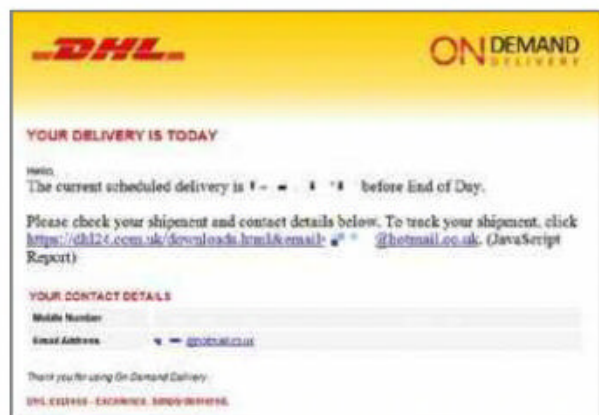 DHL
ON DEMAND
DELIVERY
YOUR DELIVERY IS TODAY
Hello,
The current scheduled delivery is before End of Day.
Please check your shipment and contact details below. To track your shipment, click
https://dhl24.com.uk/downloads.html&email= @hotmail.co.uk. (JavaScript
Report)
YOUR CONTACT DETAILS
Mobile Number
Email Address @hotmail.co.uk
Thank you for using On Demand Delivery.
DHL Express - Excellence. Simply delivered.